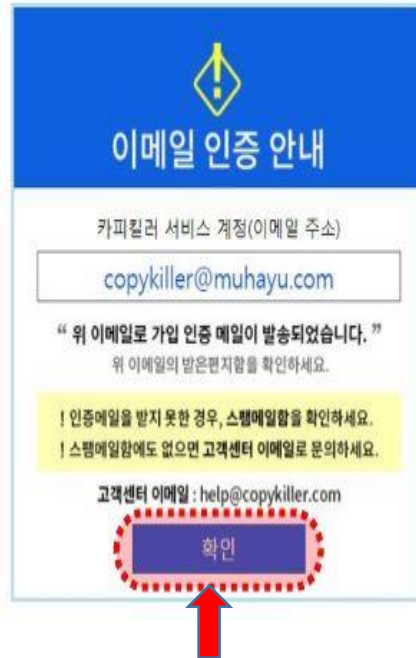 이메일 인증 안내
카피킬러 서비스 계정(이메일 주소)
copykiller@muhayu.com
“ 위 이메일로 가입 인증 메일이 발송되었습니다. ”
위 이메일의 받은편지함을 확인하세요.
! 인증메일을 받지 못한 경우, 스팸메일함을 확인하세요.
! 스팸메일함에도 없으면 고객센터 이메일로 문의하세요.
고객센터 이메일 : help@copykiller.com
확인